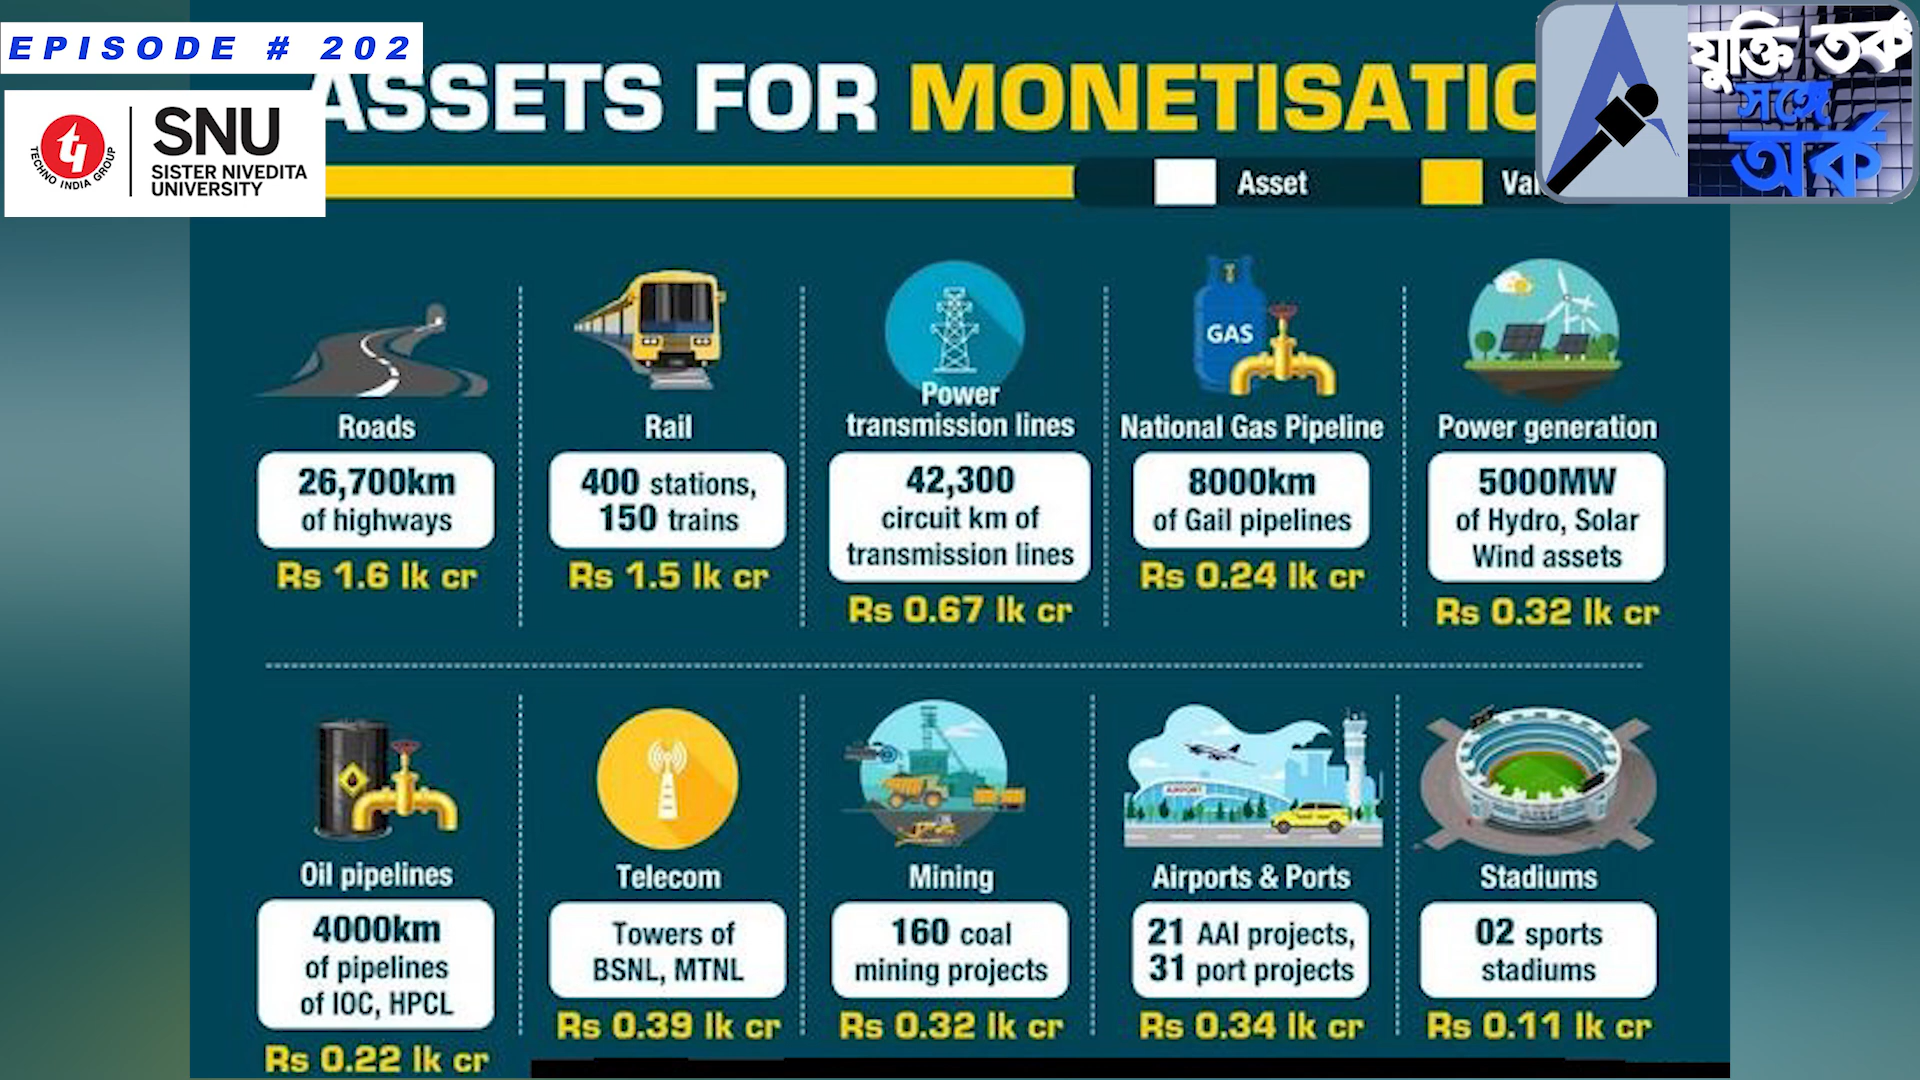 EPISODE # 202
SNU
SISTER NIVEDITA
UNIVERSITY
TECHNO INDIA GROUP
ASSETS FOR MONETISATIO
যুক্তি তর্ক
সঙ্গে
অর্ক
Asset
Val
GAS
Roads
26,700km
of highways
Rs 1.6 lk cr
Rail
400 stations,
150 trains
Rs 1.5 lk cr
Power
transmission lines
42,300
circuit km of
transmission lines
Rs 0.67 lk cr
National Gas Pipeline
8000km
of Gail pipelines
Rs 0.24 lk cr
Power generation
5000MW
of Hydro, Solar
Wind assets
Rs 0.32 lk cr
Oil pipelines
4000km
of pipelines
of IOC, HPCL
Rs 0.22 lk cr
Telecom
Towers of
BSNL, MTNL
Rs 0.39 lk cr
Mining
160 coal
mining projects
Rs 0.32 lk cr
AIRPORT
Airports & Ports
21 AAI projects,
31 port projects
Rs 0.34 lk cr
Stadiums
02 sports
stadiums
Rs 0.11 lk cr